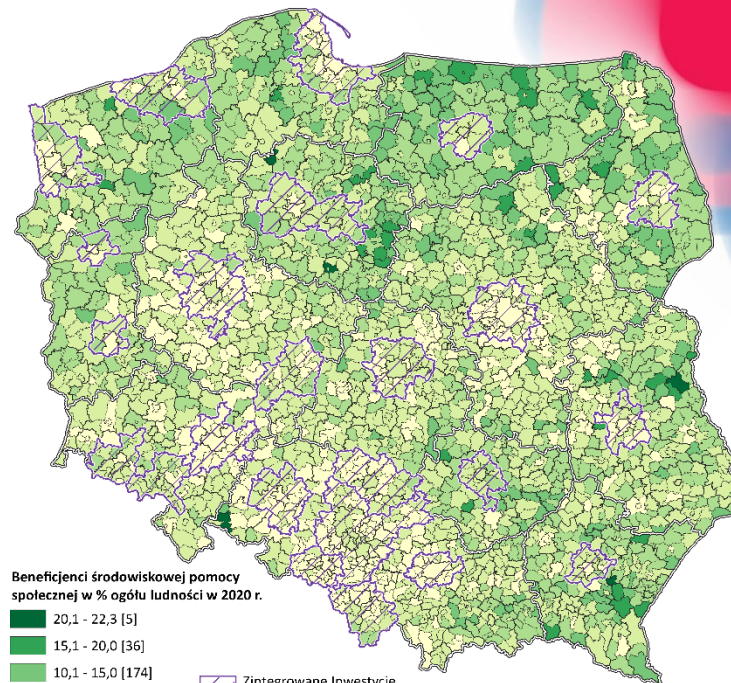 Beneficjenci środowiskowej pomocy
społecznej w % ogółu ludności w 2020 r.
20,1 - 22,3 [5]
15,1 - 20,0 [36]
10,1 - 15,0 [174]
Zintegrowane Inwestycje